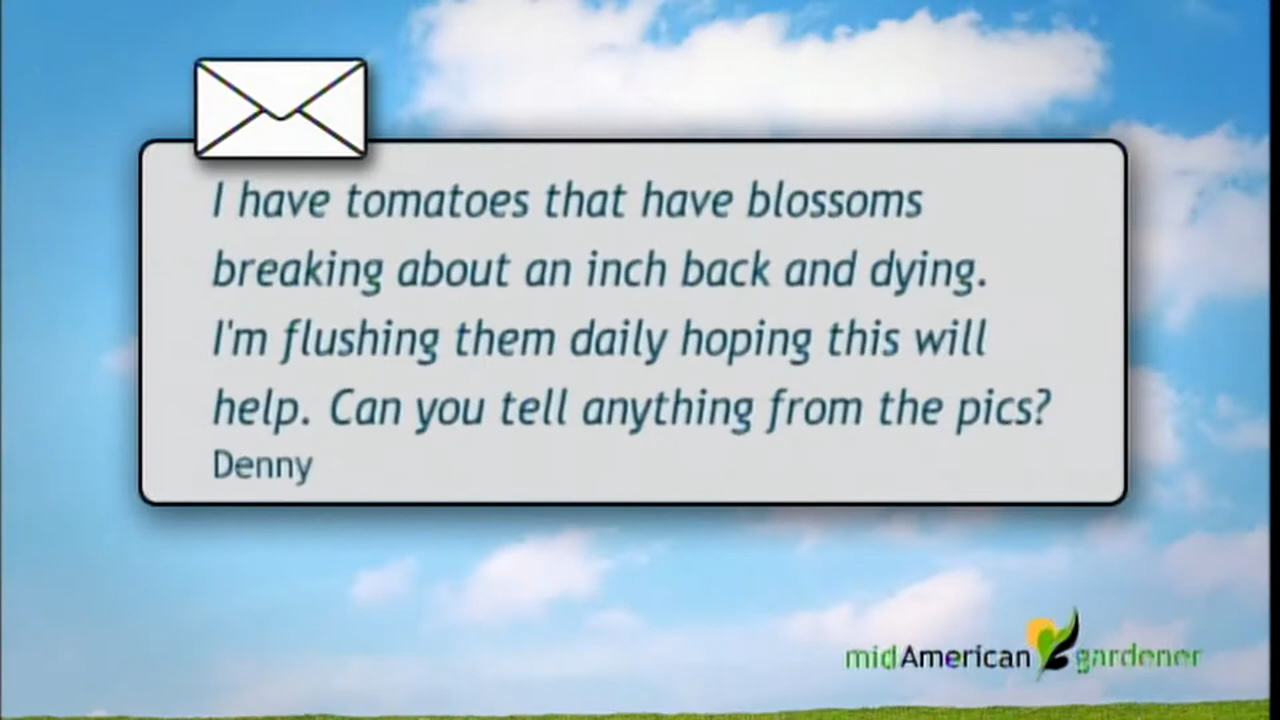 I have tomatoes that have blossoms
breaking about an inch back and dying.
I'm flushing them daily hoping this will
help. Can you tell anything from the pics?
Denny
midAmerican gardener